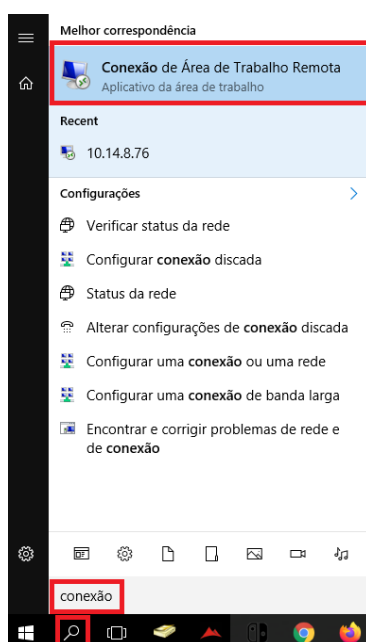 Melhor correspondência
Conexão de Área de Trabalho Remota
Aplicativo da área de trabalho
Recent
10.14.8.76
Configurações
Verificar status da rede
Configurar conexão discada
Status da rede
Alterar configurações de conexão discada
Configurar uma conexão ou uma rede
Configurar uma conexão de banda larga
Encontrar e corrigir problemas de rede e
de conexão
conexão